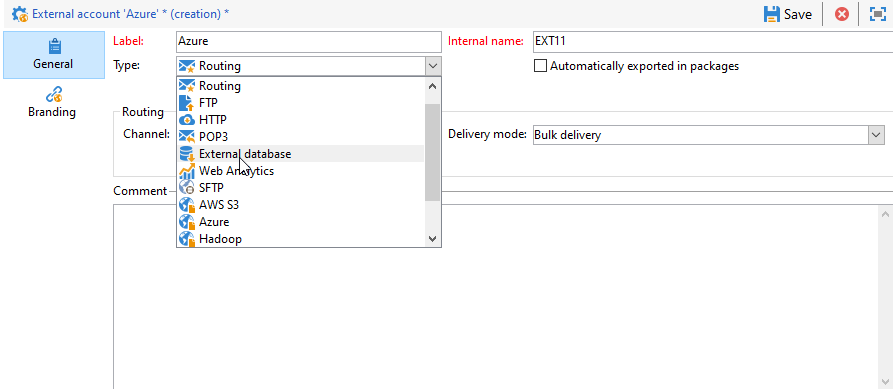 External account 'Azure' * (creation) *
Save
General
Branding
Label:
Azure
Internal name:
EXT11
Type:
Routing
Automatically exported in packages
Routing
FTP
HTTP
POP3
External database
Web Analytics
SFTP
AWS S3
Azure
Hadoop
Routing
Channel:
Delivery mode:
Bulk delivery
Comment